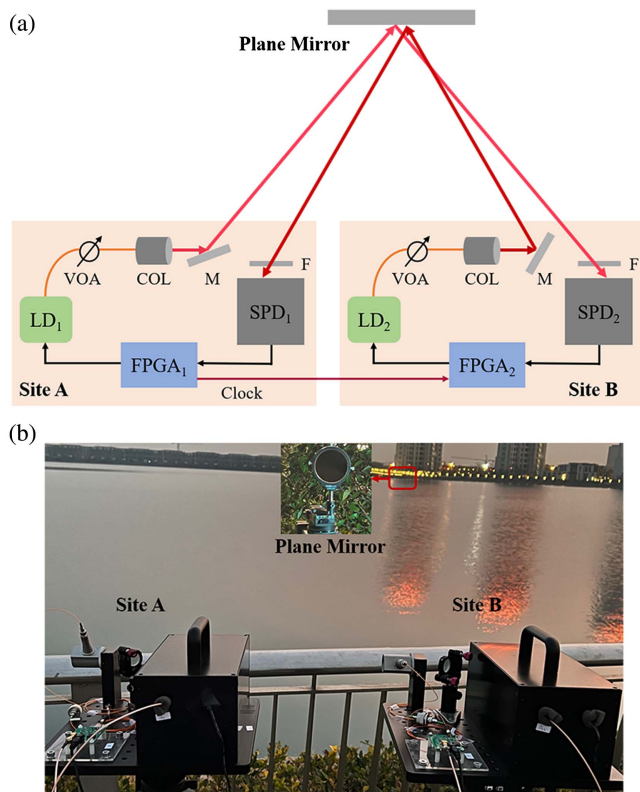 (a)
Plane Mirror
VOA
COL
M
F
LD₁
SPD₁
FPGA₁
Site A
Clock
VOA
COL
M
F
LD₂
SPD₂
FPGA₂
Site B
(b)
Plane Mirror
Site A
Site B